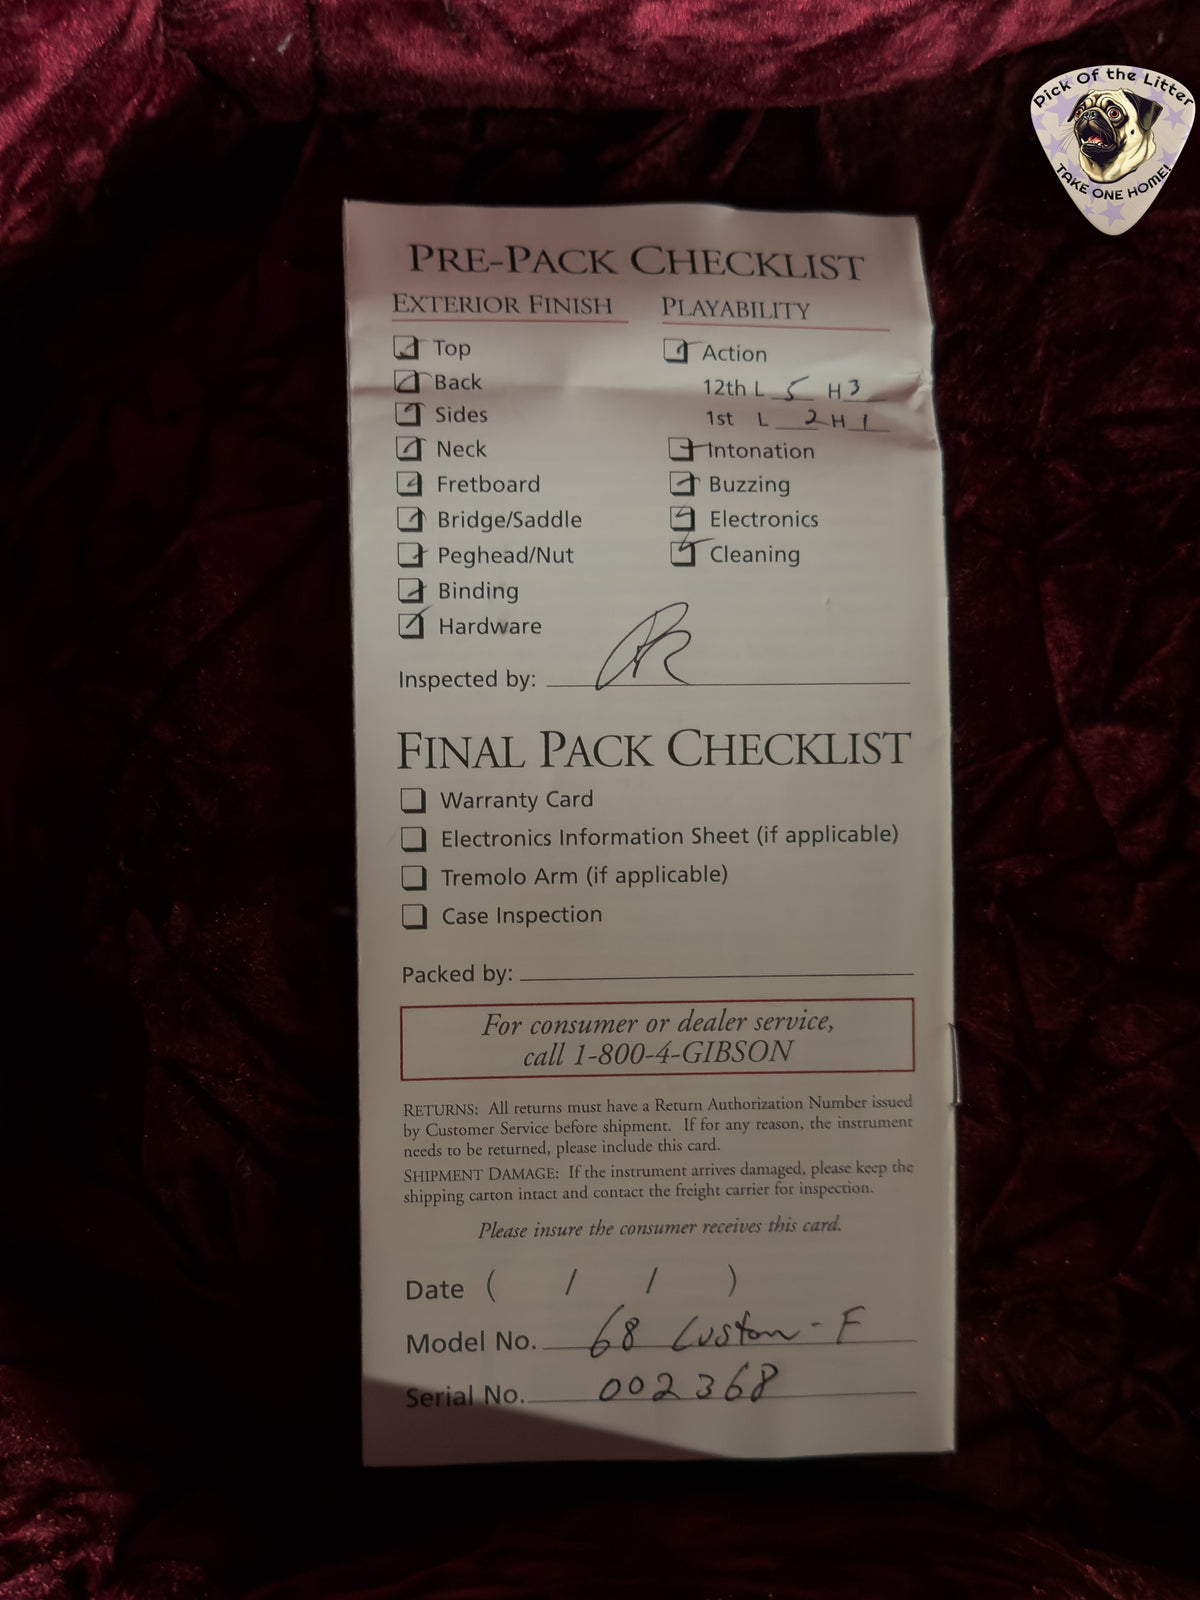 Pick Of the Litter
TAKE ONE HOME!
PRE-PACK CHECKLIST
EXTERIOR FINISH
Top
Back
Sides
Neck
Fretboard
Bridge/Saddle
Peghead/Nut
Binding
Hardware
PLAYABILITY
Action
12th L 5 H 3
1st L 2 H 1
Intonation
Buzzing
Electronics
Cleaning
Inspected by:
FINAL PACK CHECKLIST
Warranty Card
Electronics Information Sheet (if applicable)
Tremolo Arm (if applicable)
Case Inspection
Packed by:
For consumer or dealer service,
call 1-800-4-GIBSON
RETURNS: All returns must have a Return Authorization Number issued
by Customer Service before shipment. If for any reason, the instrument
needs to be returned, please include this card.
SHIPMENT DAMAGE: If the instrument arrives damaged, please keep the
shipping carton intact and contact the freight carrier for inspection.
Please insure the consumer receives this card.
Date ( / / )
Model No. 68 Custom - F
Serial No. 002368